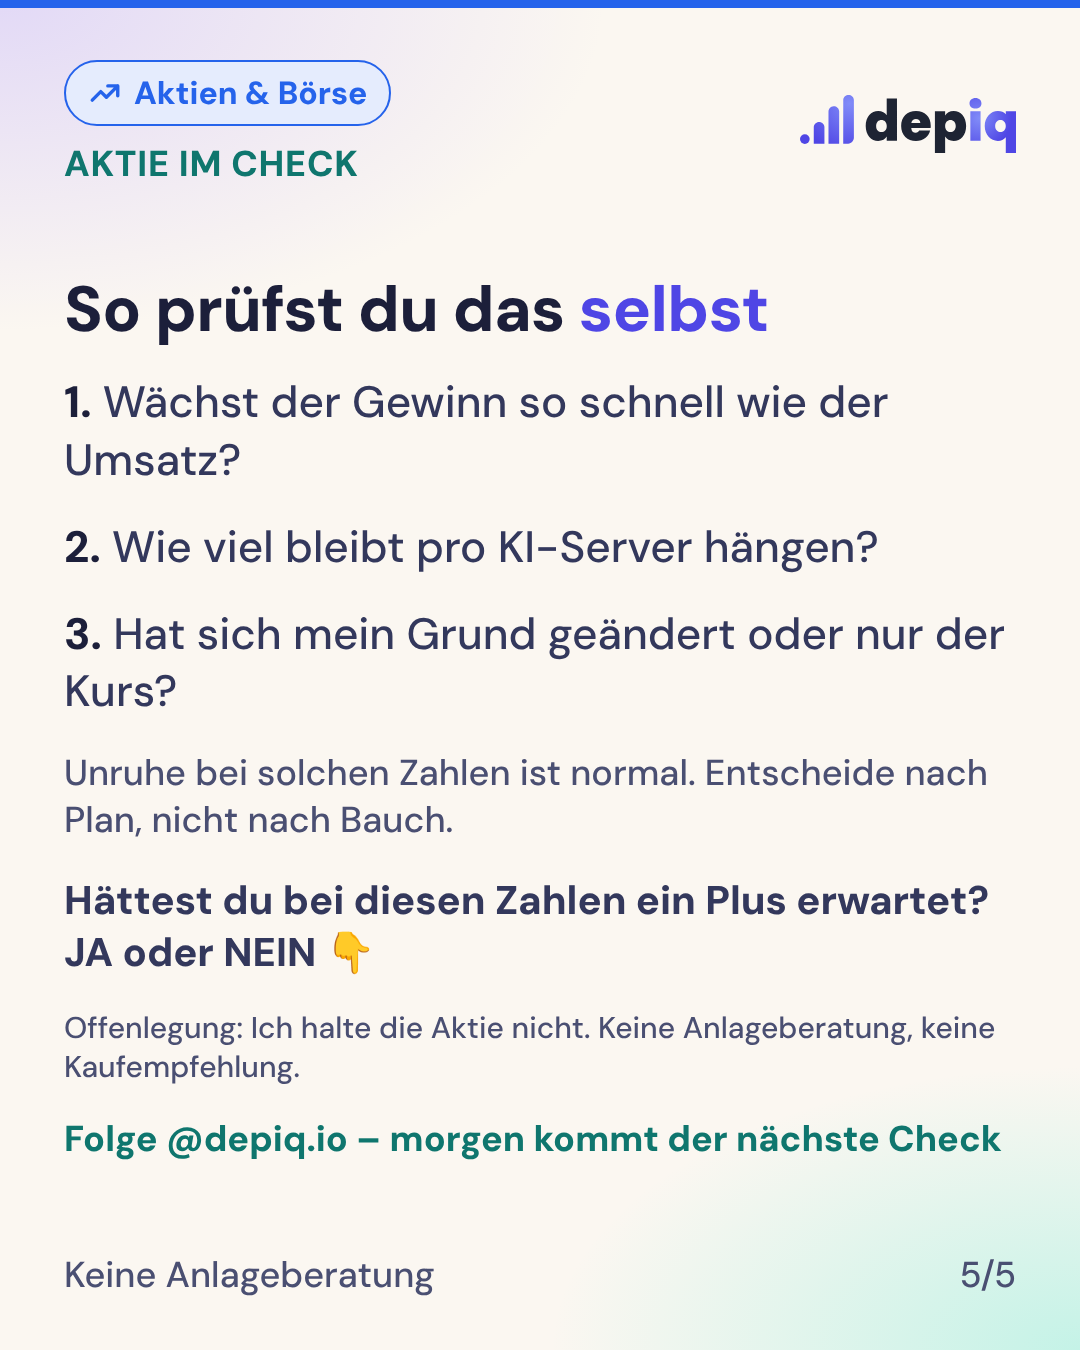 Aktien & Börse
depiq
AKTIE IM CHECK
So prüfst du das selbst
1. Wächst der Gewinn so schnell wie der
Umsatz?
2. Wie viel bleibt pro KI-Server hängen?
3. Hat sich mein Grund geändert oder nur der
Kurs?
Unruhe bei solchen Zahlen ist normal. Entscheide nach
Plan, nicht nach Bauch.
Hättest du bei diesen Zahlen ein Plus erwartet?
JA oder NEIN 👇
Offenlegung: Ich halte die Aktie nicht. Keine Anlageberatung, keine
Kaufempfehlung.
Folge @depiq.io – morgen kommt der nächste Check
Keine Anlageberatung
5/5